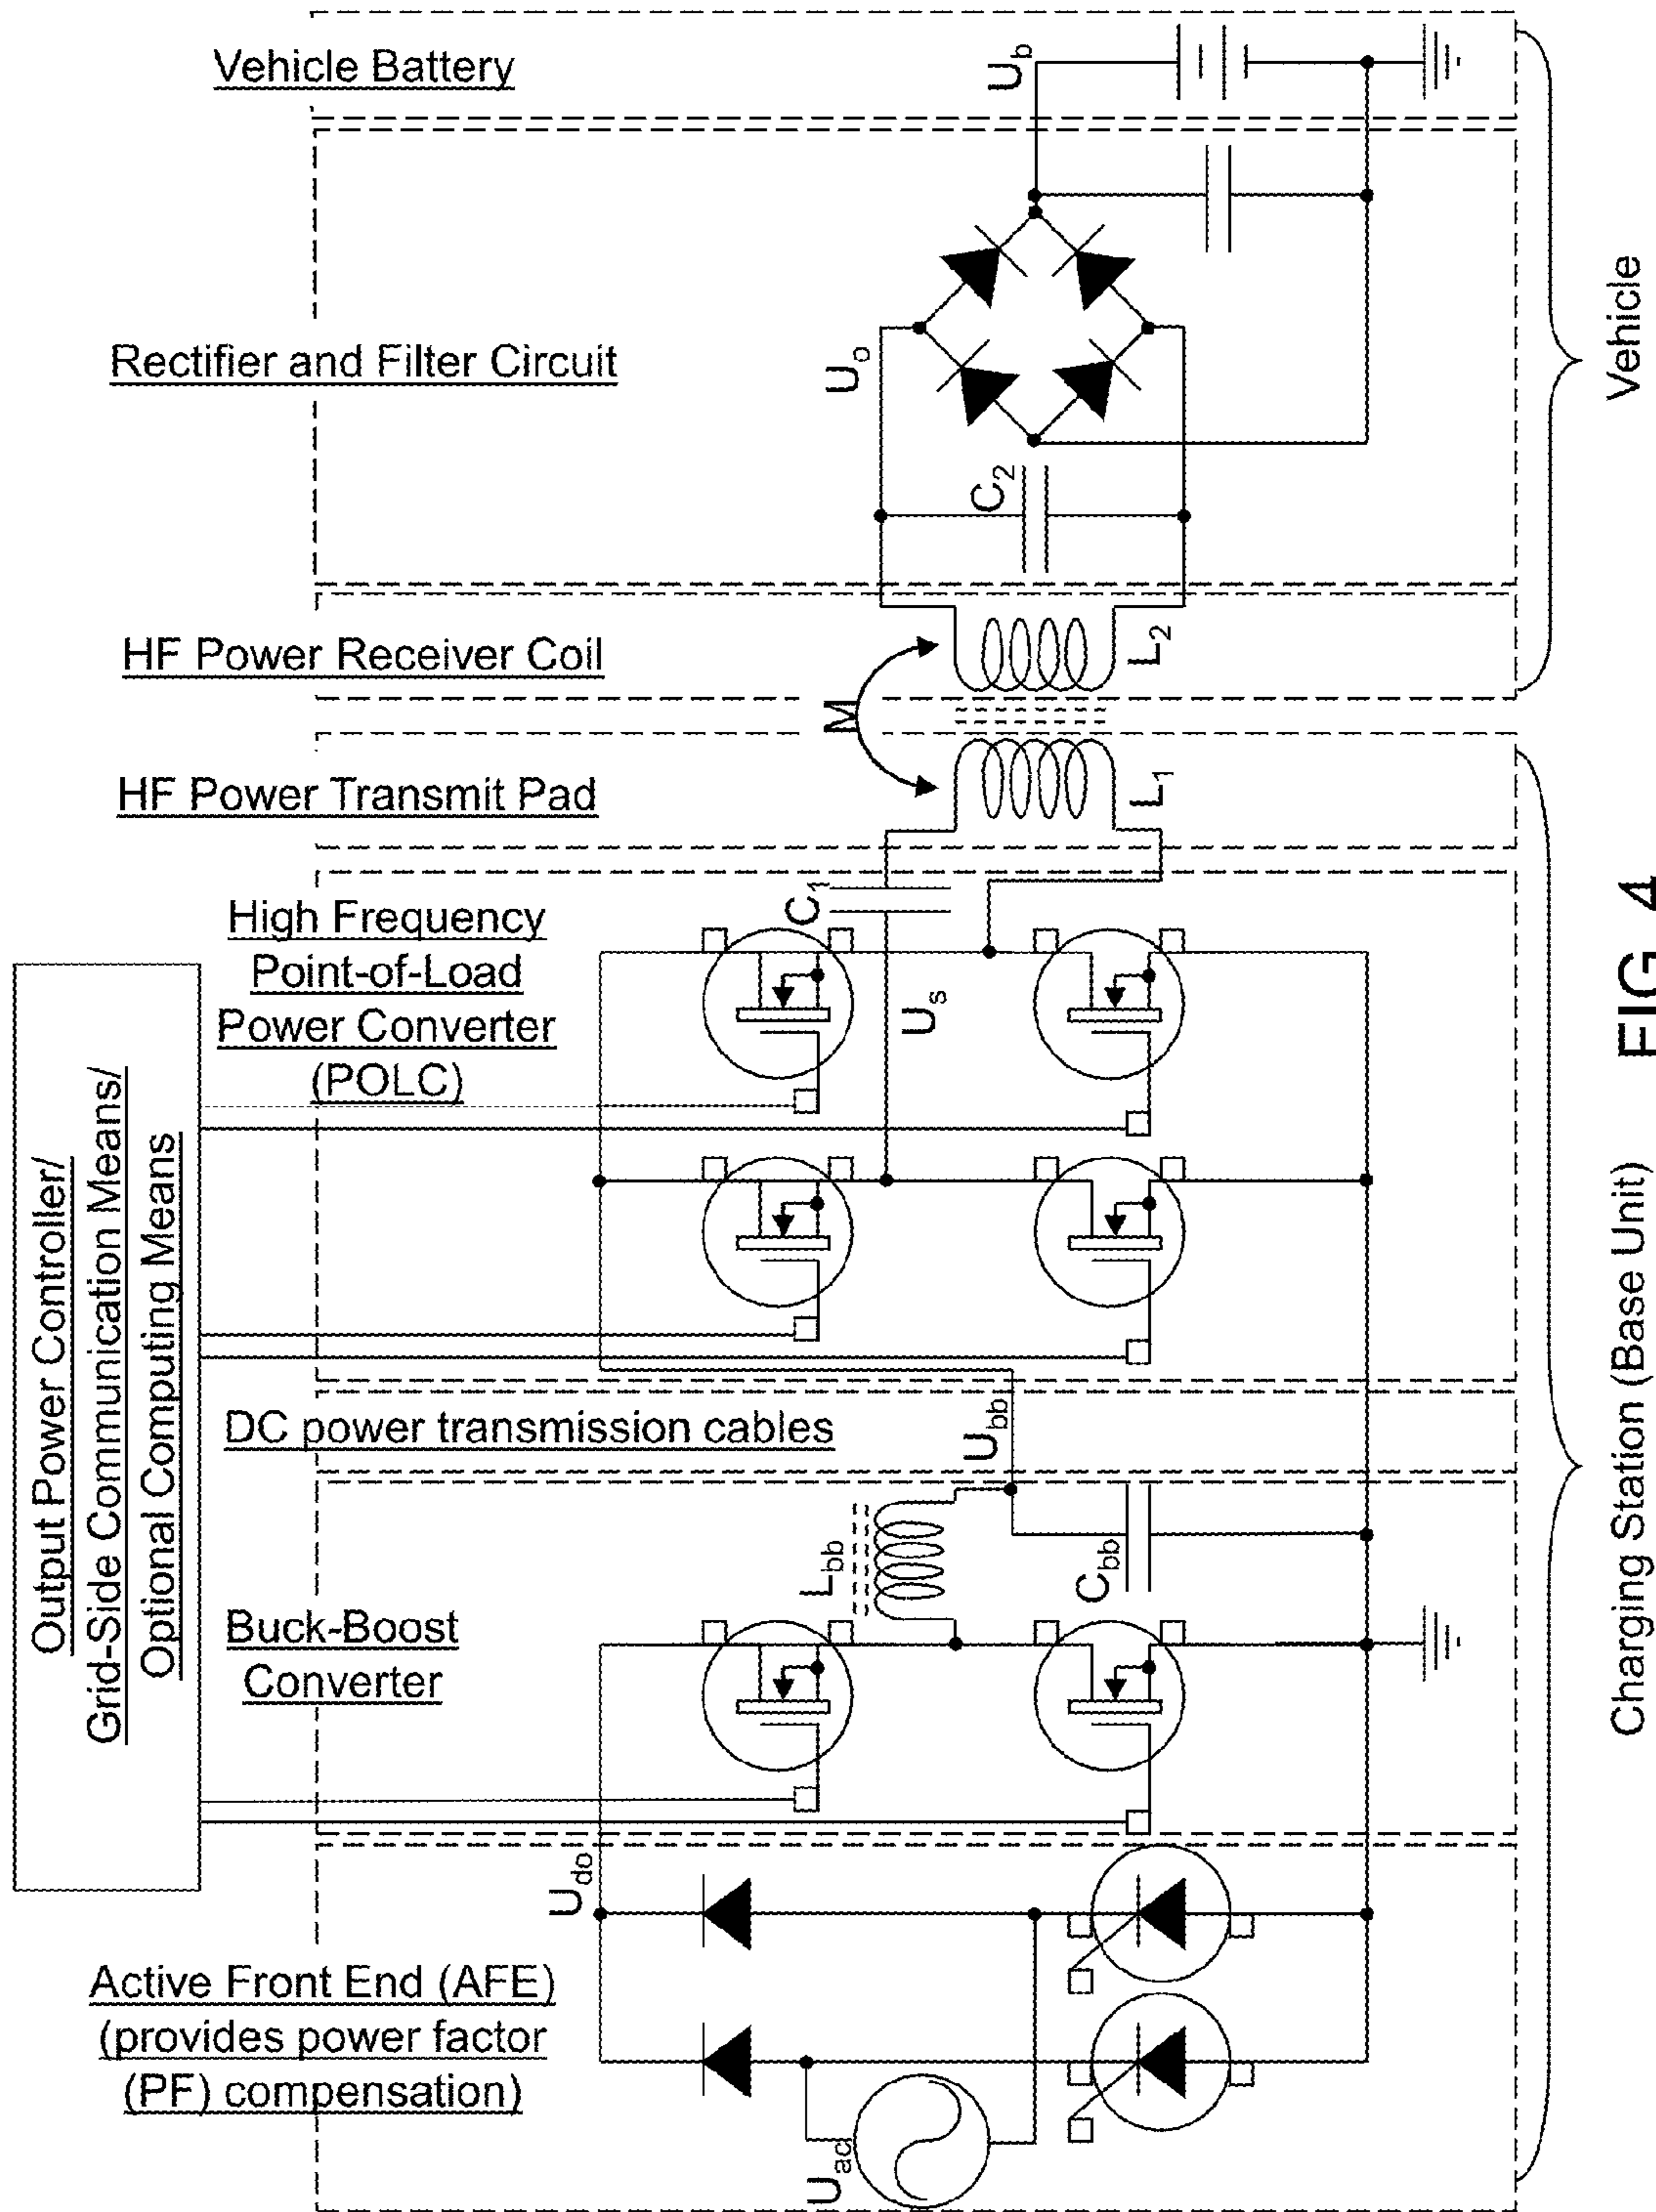 Output Power Controller/
Grid-Side Communication Means/
Optional Computing Means
Active Front End (AFE)
(provides power factor
(PF) compensation)
Buck-Boost
Converter
DC power transmission cables
High Frequency
Point-of-Load
Power Converter
(POLC)
HF Power Transmit Pad
HF Power Receiver Coil
Rectifier and Filter Circuit
Vehicle Battery
Uac
Udo
Lbb
Cbb
Ubb
Us
C1
L1
M
L2
C2
Uo
Ub
Charging Station (Base Unit)
Vehicle
FIG. 4